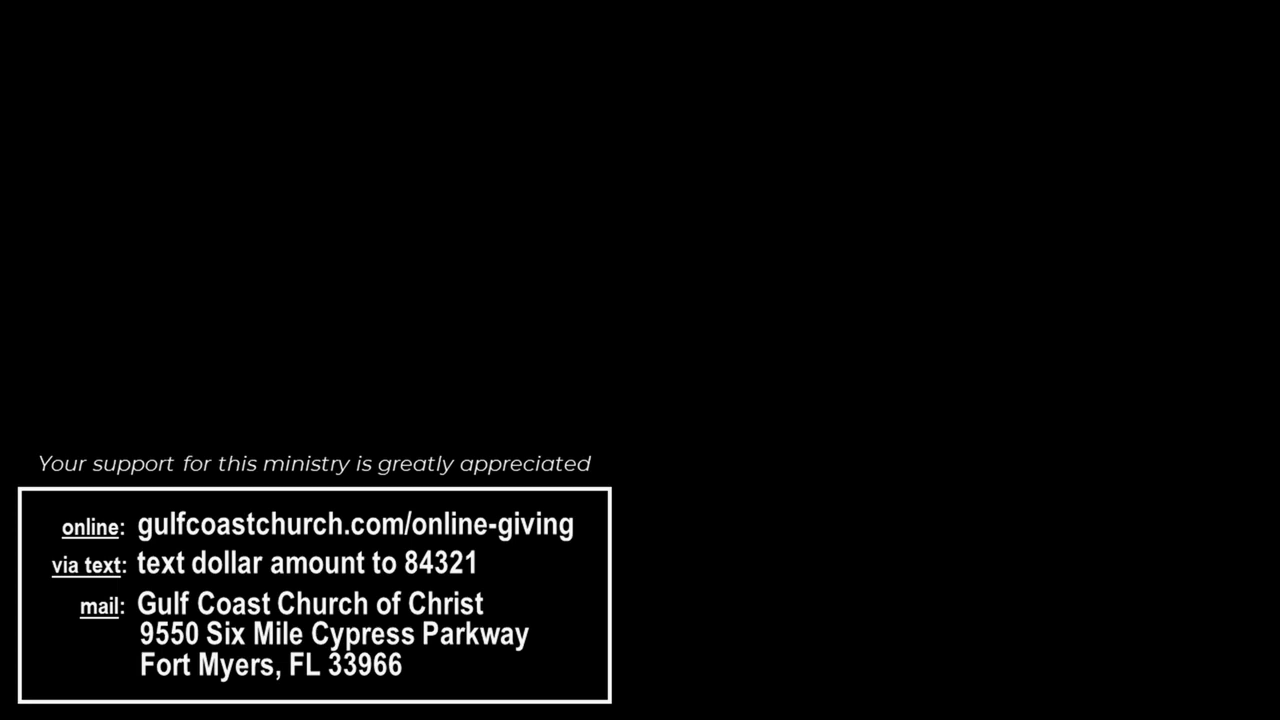 Your support for this ministry is greatly appreciated
online: gulfcoastchurch.com/online-giving
via text: text dollar amount to 84321
mail: Gulf Coast Church of Christ
9550 Six Mile Cypress Parkway
Fort Myers, FL 33966